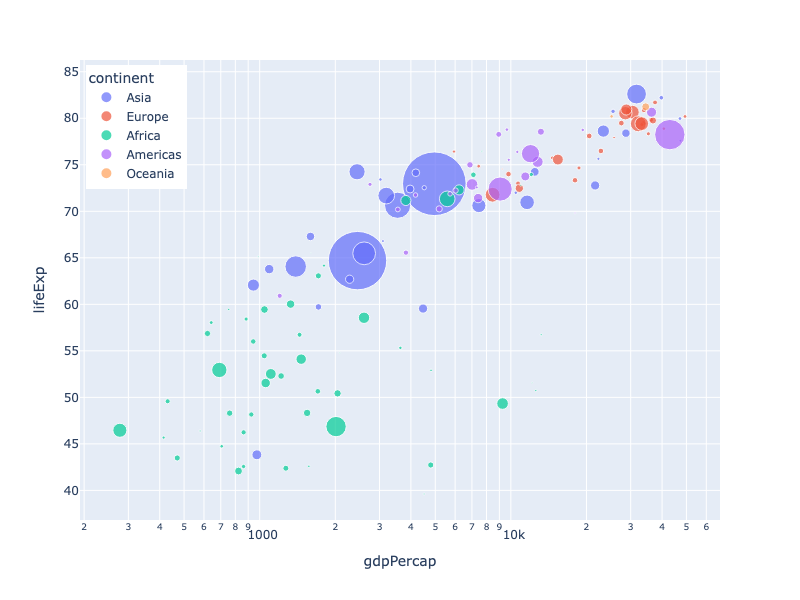 continent
Asia
Europe
Africa
Americas
Oceania
lifeExp
85
80
75
70
65
60
55
50
45
40
2 3 4 5 6 7 8 9 1000 2 3 4 5 6 7 8 9 10k 2 3 4 5 6
gdpPercap